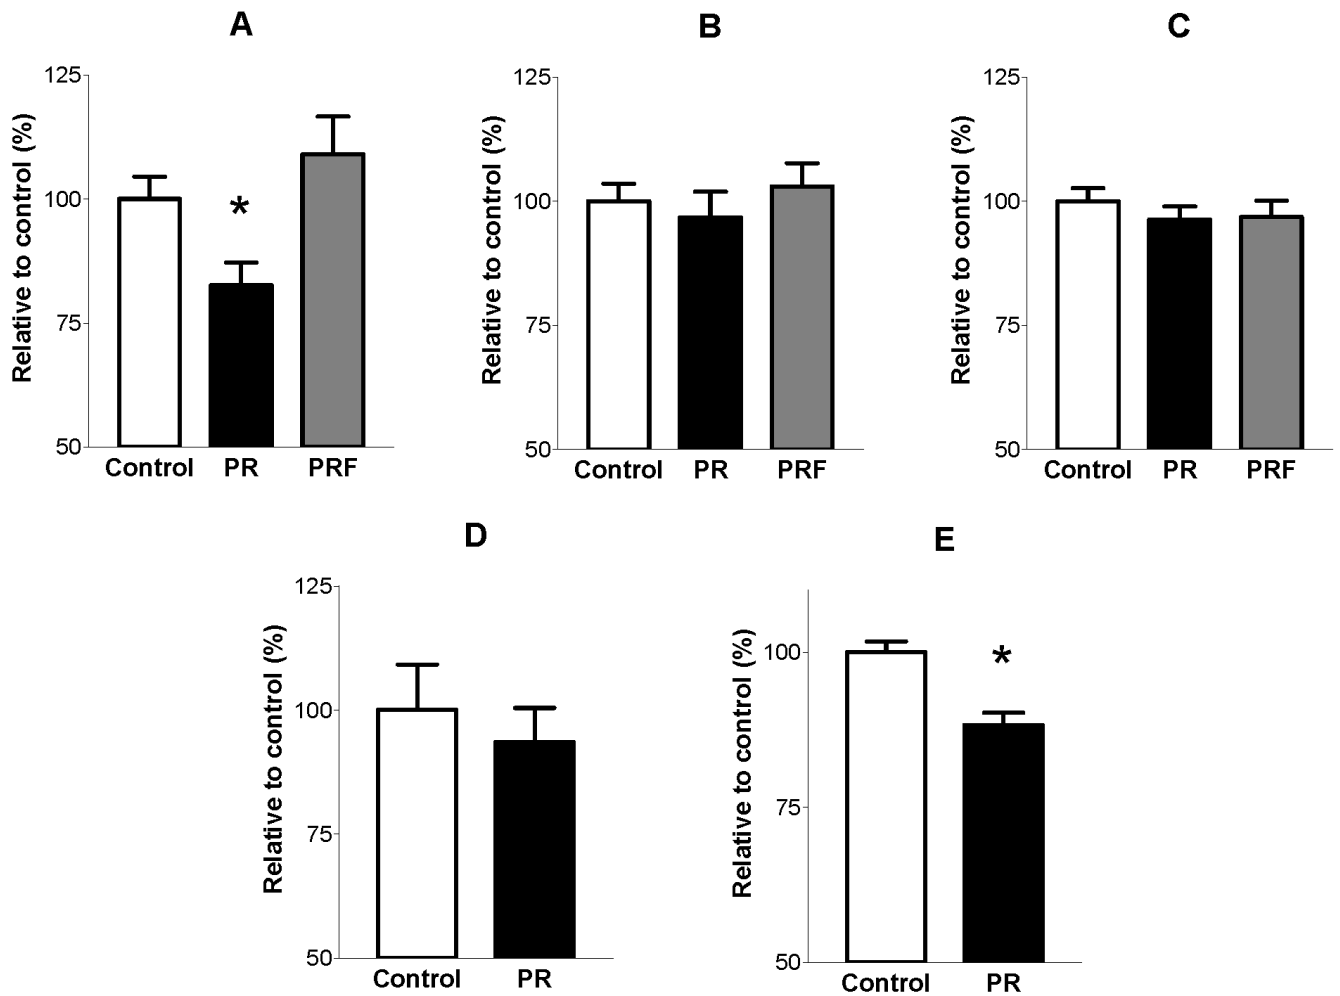 A
Relative to control (%)
125
100
75
50
*
Control PR PRF
B
Relative to control (%)
125
100
75
50
Control PR PRF
C
Relative to control (%)
125
100
75
50
Control PR PRF
D
Relative to control (%)
125
100
75
50
Control PR
E
Relative to control (%)
100
75
50
*
Control PR